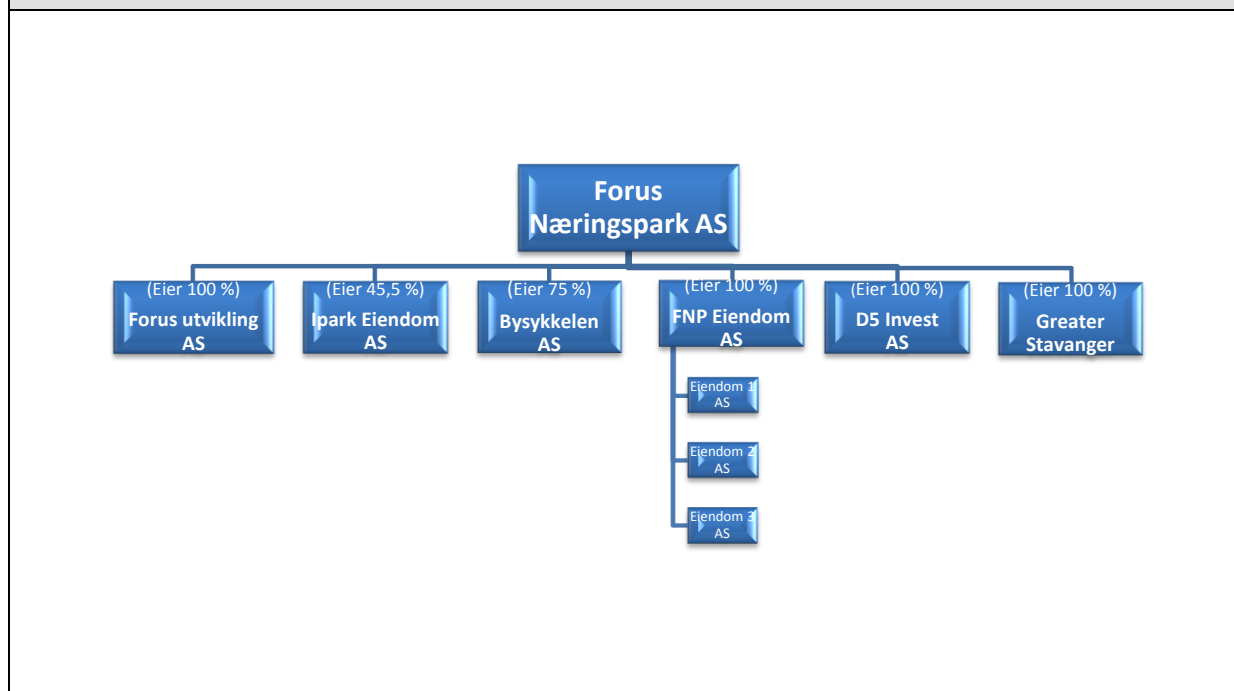 Forus
Næringspark AS
(Eier 100 %)
Forus utvikling
AS
(Eier 45,5 %)
Ipark Eiendom
AS
(Eier 75 %)
Bysykkelen
AS
(Eier 100 %)
FNP Eiendom
AS
(Eier 100 %)
D5 Invest
AS
(Eier 100 %)
Greater
Stavanger
Eiendom 1
AS
Eiendom 2
AS
Eiendom 3
AS